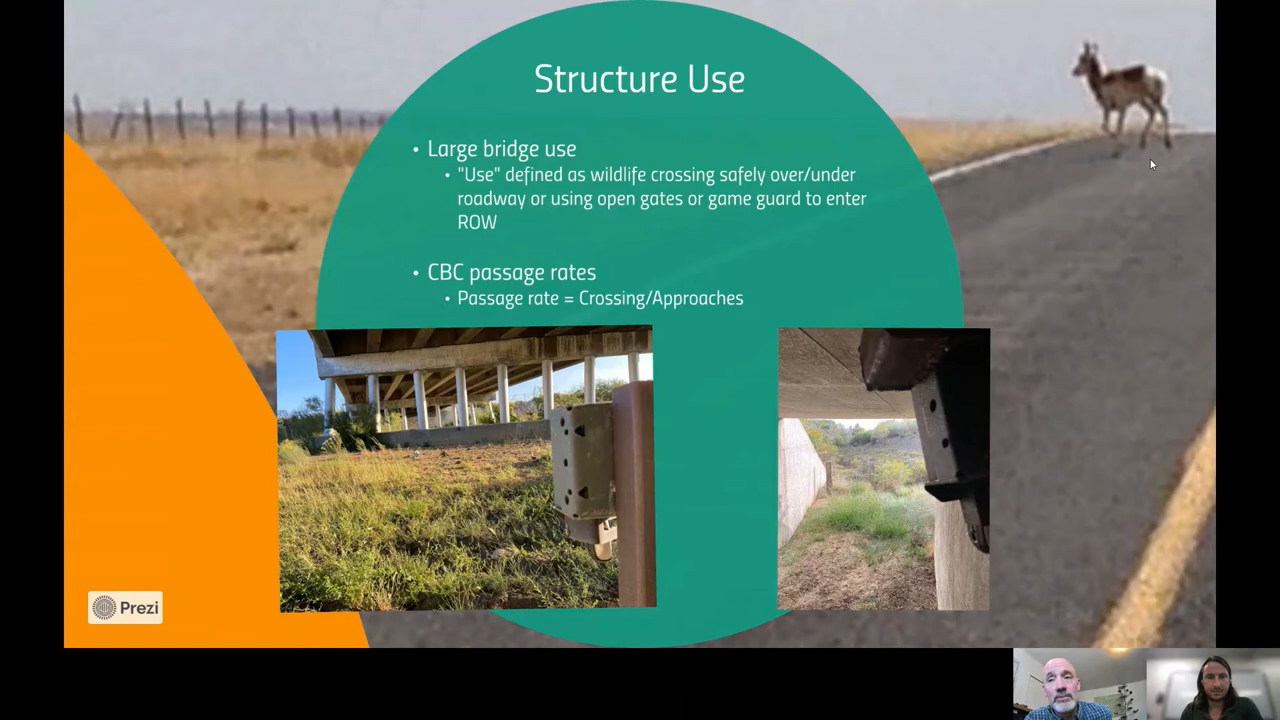 Structure Use
• Large bridge use
• "Use" defined as wildlife crossing safely over/under
roadway or using open gates or game guard to enter
ROW
• CBC passage rates
• Passage rate = Crossing/Approaches
Prezi